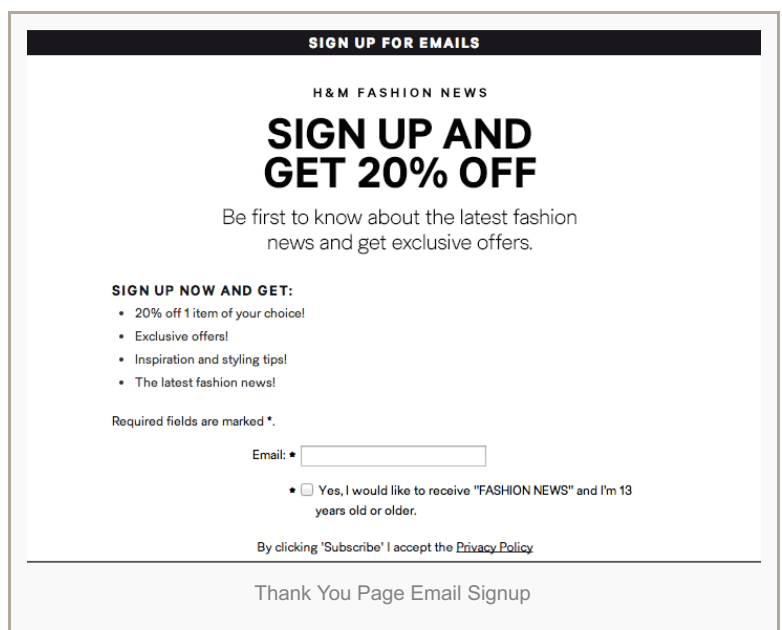 SIGN UP FOR EMAILS
H&M FASHION NEWS
SIGN UP AND
GET 20% OFF
Be first to know about the latest fashion
news and get exclusive offers.
SIGN UP NOW AND GET:
• 20% off 1 item of your choice!
• Exclusive offers!
• Inspiration and styling tips!
• The latest fashion news!
Required fields are marked *.
Email: *
* Yes, I would like to receive "FASHION NEWS" and I'm 13
years old or older.
By clicking 'Subscribe' I accept the Privacy Policy
Thank You Page Email Signup